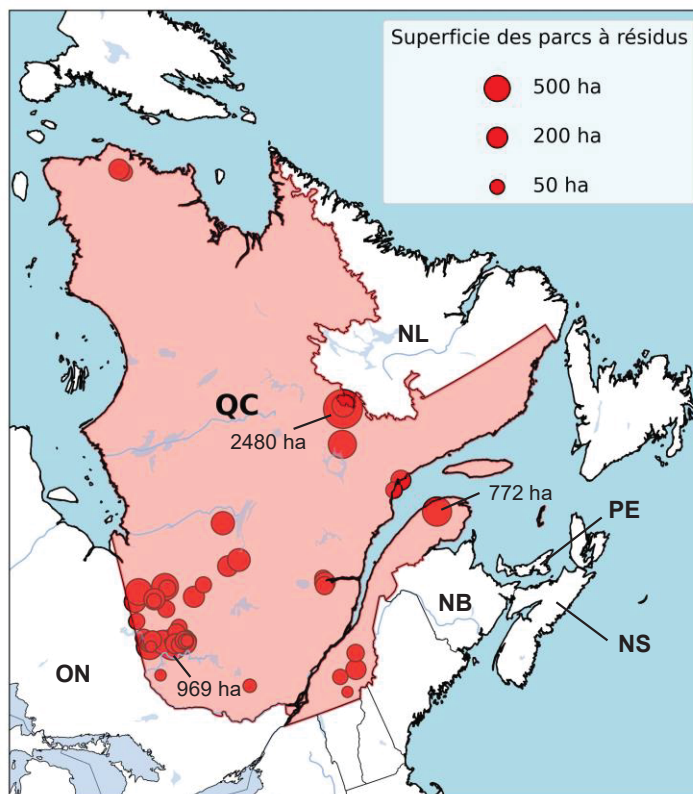 Superficie des parcs à résidus
500 ha
200 ha
50 ha
NL
QC
2480 ha
772 ha
PE
NB
NS
ON
969 ha